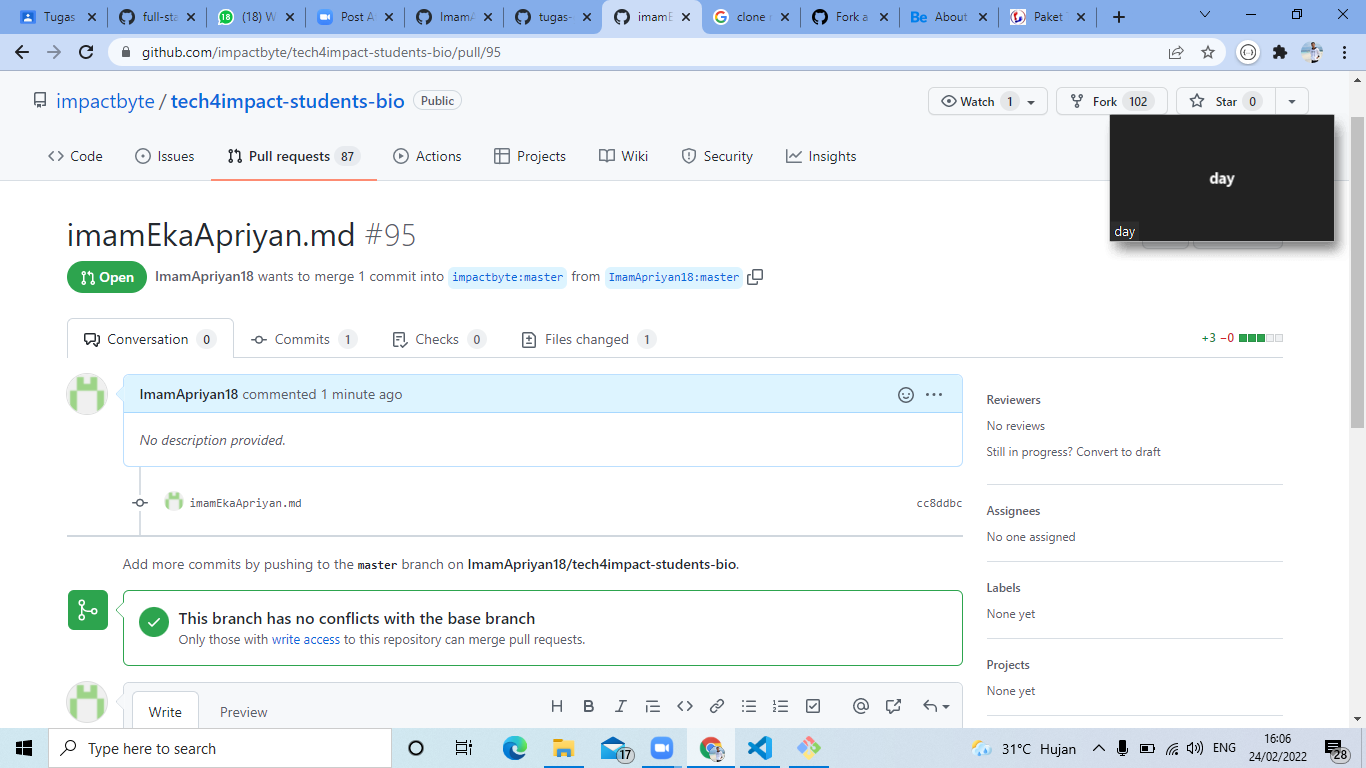 Tugas
full-sta
(18) W
Post A
ImamA
tugas-
imamE
clone r
Fork a
About
Paket T
github.com/impactbyte/tech4impact-students-bio/pull/95
impactbyte / tech4impact-students-bio Public
Watch 1 Fork 102 Star 0
Code Issues Pull requests 87 Actions Projects Wiki Security Insights
day
day
imamEkaApriyan.md #95
Open ImamApriyan18 wants to merge 1 commit into impactbyte:master from ImamApriyan18:master
Conversation 0 Commits 1 Checks 0 Files changed 1
+3 −0
ImamApriyan18 commented 1 minute ago
No description provided.
imamEkaApriyan.md cc8ddbc
Add more commits by pushing to the master branch on ImamApriyan18/tech4impact-students-bio.
This branch has no conflicts with the base branch
Only those with write access to this repository can merge pull requests.
Write Preview
Reviewers
No reviews
Still in progress? Convert to draft
Assignees
No one assigned
Labels
None yet
Projects
None yet
Type here to search
17
31°C Hujan
ENG
16:06
24/02/2022
28